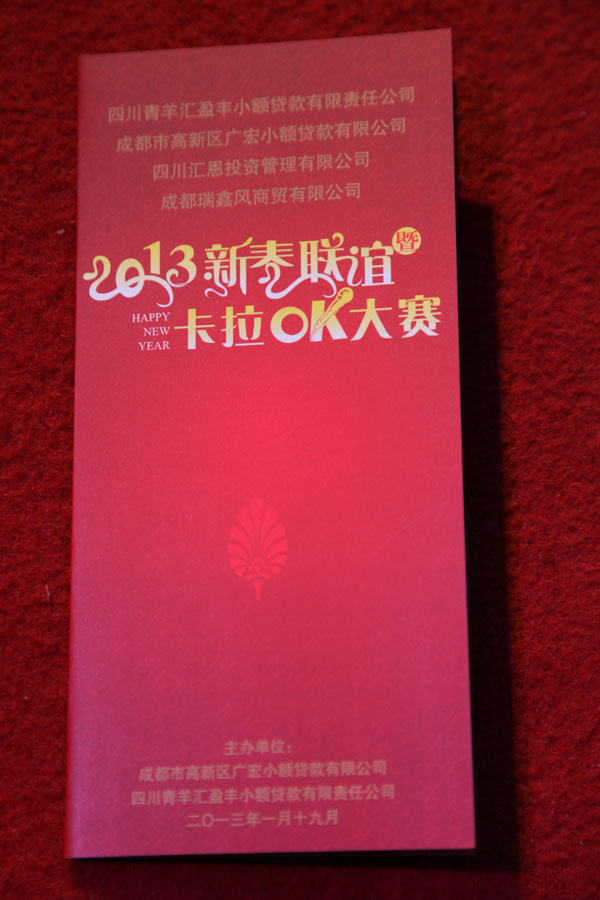 四川青羊汇盈丰小额贷款有限责任公司
成都市高新区广宏小额贷款有限公司
四川汇恩投资管理有限公司
成都瑞鑫风商贸有限公司
2013新春联谊暨
HAPPY
NEW
YEAR
卡拉OK大赛
主办单位：
成都市高新区广宏小额贷款有限公司
四川青羊汇盈丰小额贷款有限责任公司
二〇一三年一月十九月